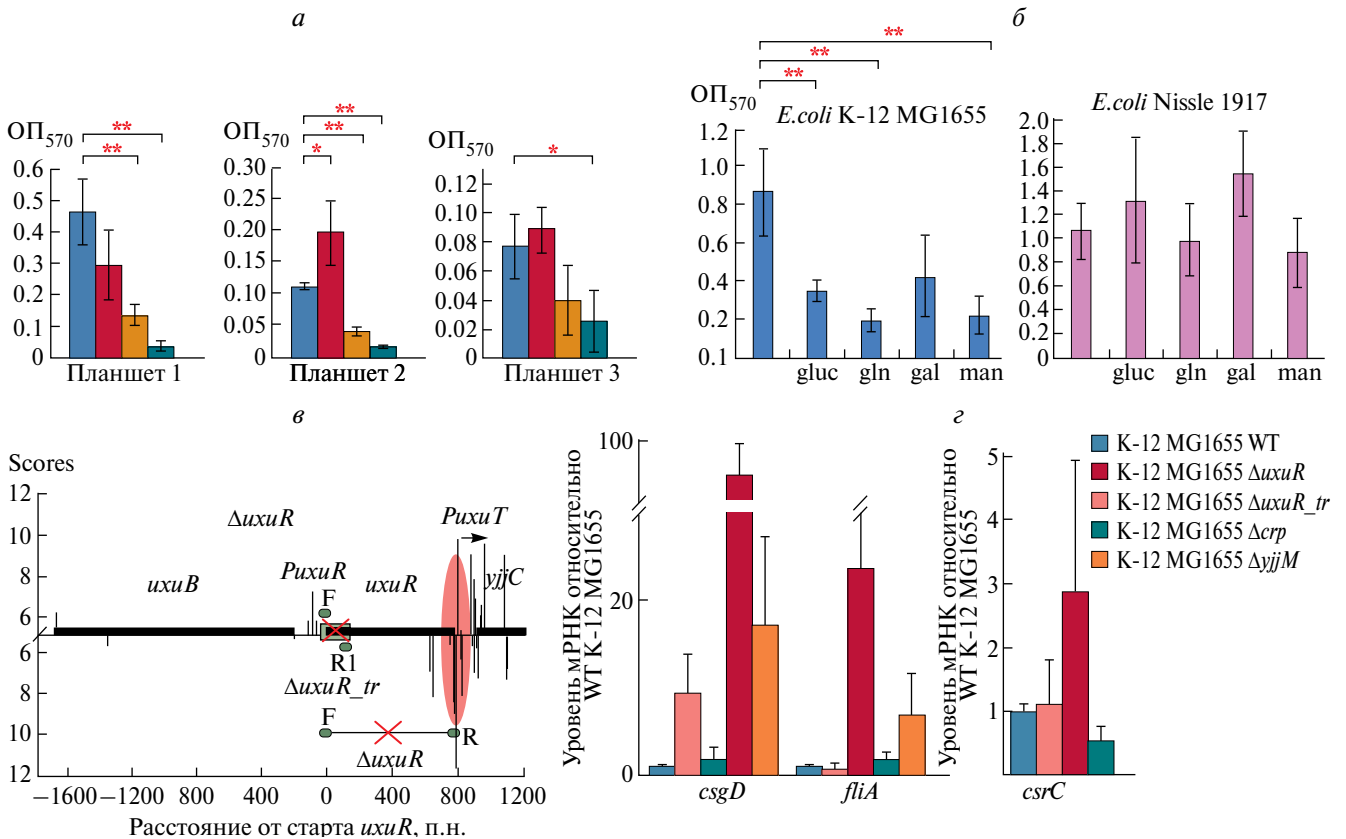 а
**
**
ОП570
0.6
0.5
0.4
0.3
0.2
0.1
0
Планшет 1
**
**
*
ОП570
0.30
0.25
0.20
0.15
0.10
0.05
0
Планшет 2
*
ОП570
0.12
0.10
0.08
0.06
0.04
0.02
0
Планшет 3
б
**
**
**
ОП570
E.coli K-12 MG1655
1.2
1.0
0.8
0.6
0.4
0.2
0.1
gluc gln gal man
E.coli Nissle 1917
2.0
1.8
1.6
1.4
1.2
1.0
0.8
0.6
0.4
0.2
0
gluc gln gal man
в
Scores
12
10
8
6
6
8
10
12
ΔuxuR
PuxuT
uxuB
PuxuR
uxuR
yjjC
F
R1
ΔuxuR_tr
F
R
ΔuxuR
−1600 −1200 −800 −400 0 400 800 1200
Расстояние от старта uxuR, п.н.
г
Уровень мРНК относительно
WT K-12 MG1655
100
20
0
csgD fliA
Уровень мРНК относительно
WT K-12 MG1655
5
4
3
2
1
csrC
K-12 MG1655 WT
K-12 MG1655 ΔuxuR
K-12 MG1655 ΔuxuR_tr
K-12 MG1655 Δcrp
K-12 MG1655 ΔyjjM